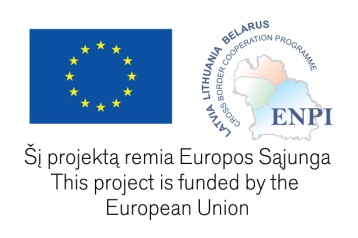 LATVIA LITHUANIA BELARUS
CROSS BORDER COOPERATION PROGRAMME
ENPI
Šį projektą remia Europos Sąjunga
This project is funded by the
European Union